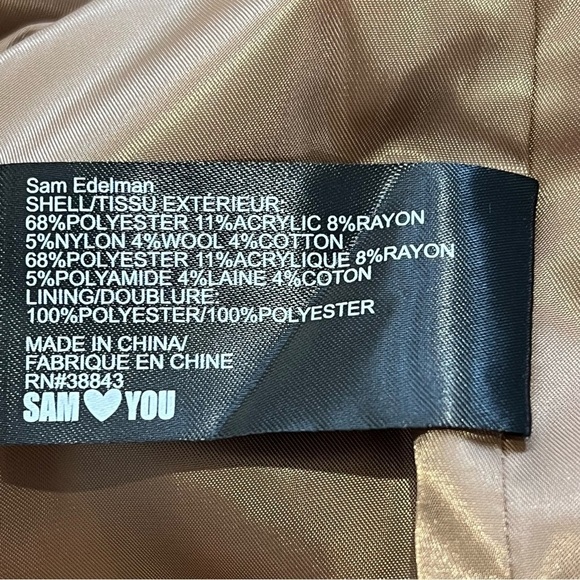 Sam Edelman
SHELL/TISSU EXTÉRIEUR:
68%POLYESTER 11%ACRYLIC 8%RAYON
5%NYLON 4%WOOL 4%COTTON
68%POLYESTER 11%ACRYLIQUE 8%RAYON
5%POLYAMIDE 4%LAINE 4%COTON
LINING/DOUBLURE:
100%POLYESTER/100%POLYESTER
MADE IN CHINA/
FABRIQUE EN CHINE
RN#38843
SAM♥YOU